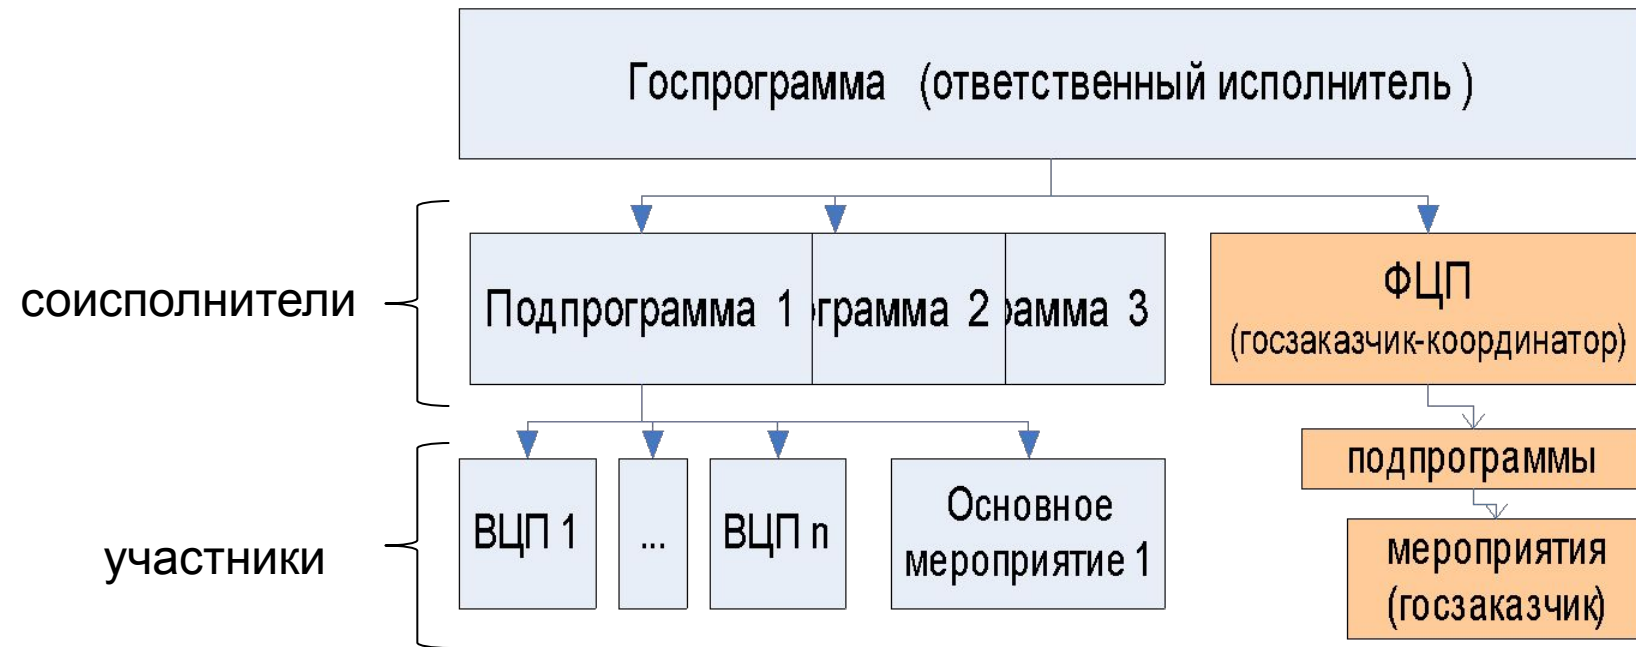 Госпрограмма (ответственный исполнитель )
соисполнители
Подпрограмма 1
грамма 2
рамма 3
ФЦП
(госзаказчик-координатор)
подпрограммы
участники
ВЦП 1
...
ВЦП n
Основное
мероприятие 1
мероприятия
(госзаказчик)